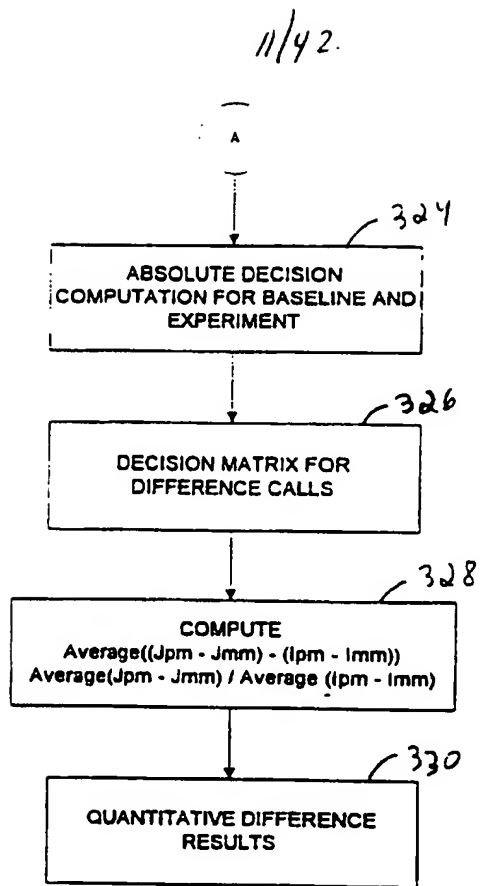 11/42.
A
324
ABSOLUTE DECISION
COMPUTATION FOR BASELINE AND
EXPERIMENT
326
DECISION MATRIX FOR
DIFFERENCE CALLS
328
COMPUTE
Average((Jpm - Jmm) - (Ipm - Imm))
Average(Jpm - Jmm) / Average (Ipm - Imm)
330
QUANTITATIVE DIFFERENCE
RESULTS